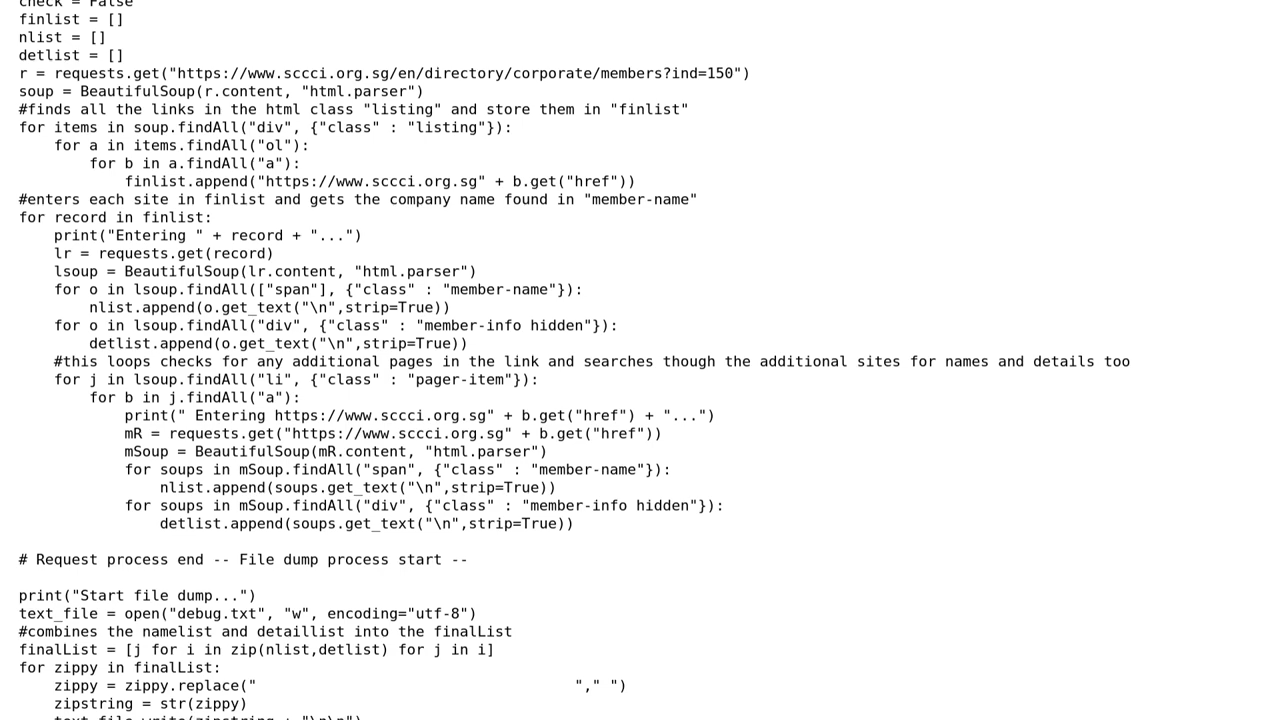 check = False
finlist = []
nlist = []
detlist = []
r = requests.get("https://www.sccci.org.sg/en/directory/corporate/members?ind=150")
soup = BeautifulSoup(r.content, "html.parser")
#finds all the links in the html class "listing" and store them in "finlist"
for items in soup.findAll("div", {"class" : "listing"}):
    for a in items.findAll("ol"):
        for b in a.findAll("a"):
            finlist.append("https://www.sccci.org.sg" + b.get("href"))
#enters each site in finlist and gets the company name found in "member-name"
for record in finlist:
    print("Entering " + record + "...")
    lr = requests.get(record)
    lsoup = BeautifulSoup(lr.content, "html.parser")
    for o in lsoup.findAll(["span"], {"class" : "member-name"}):
        nlist.append(o.get_text("\n",strip=True))
    for o in lsoup.findAll("div", {"class" : "member-info hidden"}):
        detlist.append(o.get_text("\n",strip=True))
    #this loops checks for any additional pages in the link and searches though the additional sites for names and details too
    for j in lsoup.findAll("li", {"class" : "pager-item"}):
        for b in j.findAll("a"):
            print(" Entering https://www.sccci.org.sg" + b.get("href") + "...")
            mR = requests.get("https://www.sccci.org.sg" + b.get("href"))
            mSoup = BeautifulSoup(mR.content, "html.parser")
            for soups in mSoup.findAll("span", {"class" : "member-name"}):
                nlist.append(soups.get_text("\n",strip=True))
            for soups in mSoup.findAll("div", {"class" : "member-info hidden"}):
                detlist.append(soups.get_text("\n",strip=True))

# Request process end -- File dump process start --

print("Start file dump...")
text_file = open("debug.txt", "w", encoding="utf-8")
#combines the namelist and detaillist into the finalList
finalList = [j for i in zip(nlist,detlist) for j in i]
for zippy in finalList:
    zippy = zippy.replace("                                    "," ")
    zipstring = str(zippy)
    text_file.write(zipstring + "\n\n")